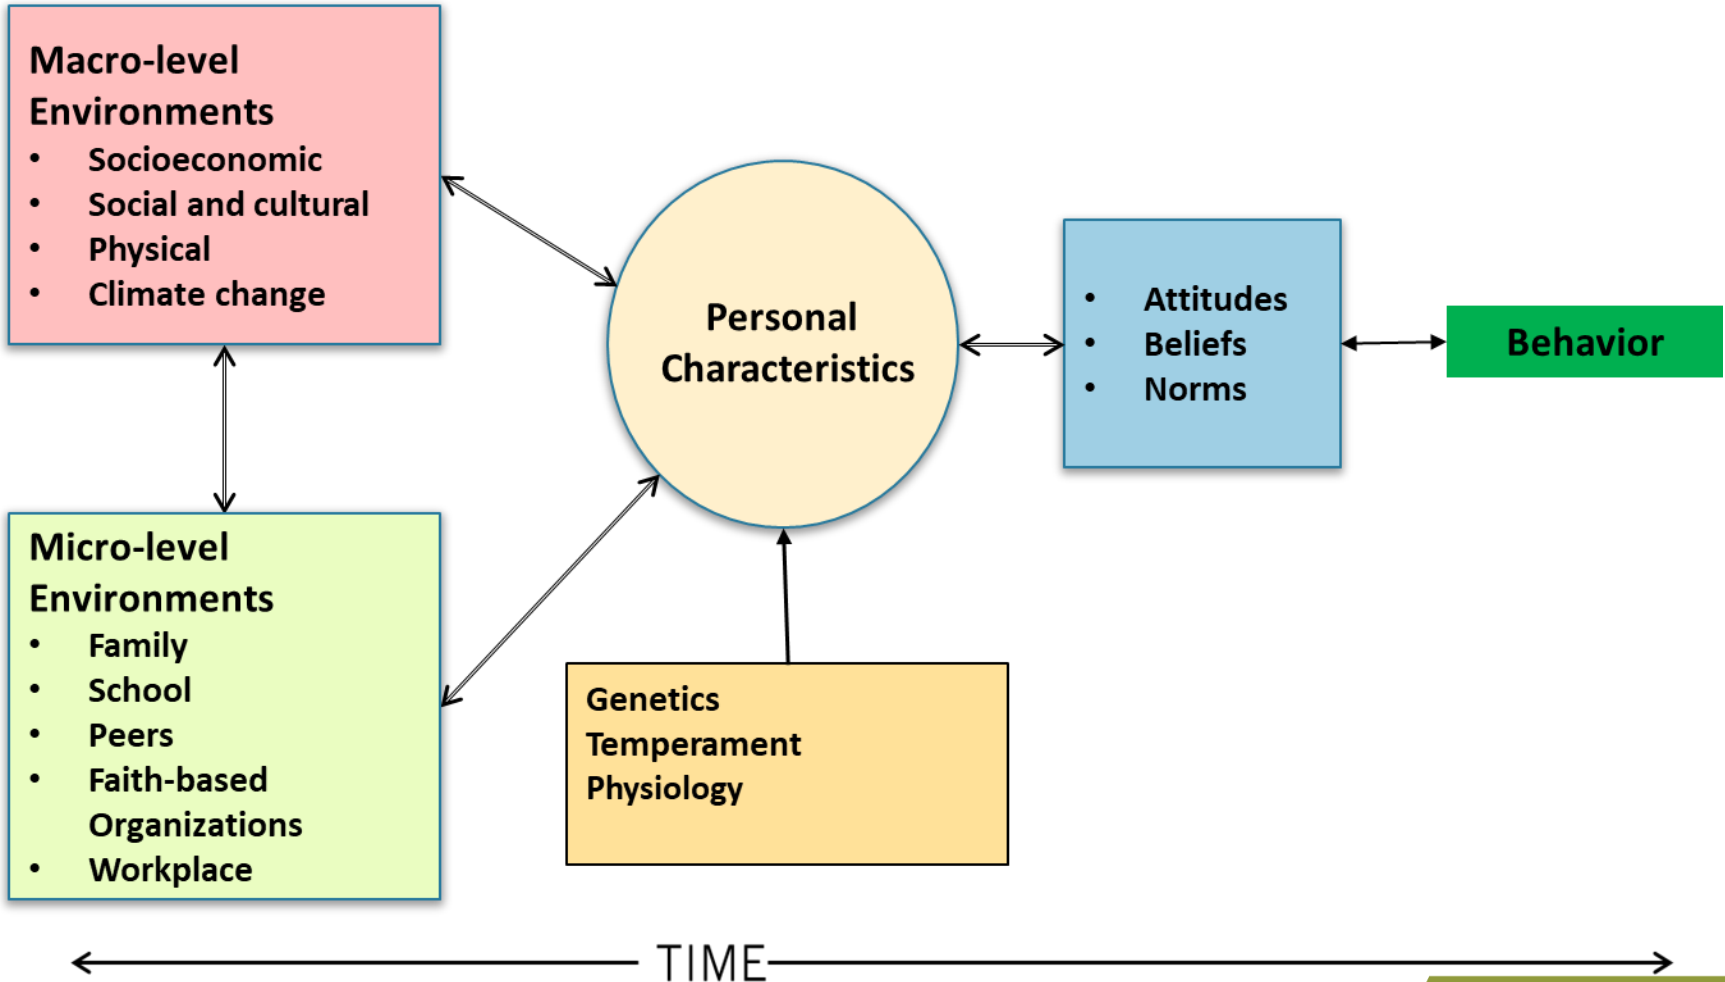 Macro-level
Environments
• Socioeconomic
• Social and cultural
• Physical
• Climate change
Micro-level
Environments
• Family
• School
• Peers
• Faith-based
Organizations
• Workplace
Personal
Characteristics
Genetics
Temperament
Physiology
• Attitudes
• Beliefs
• Norms
Behavior
TIME